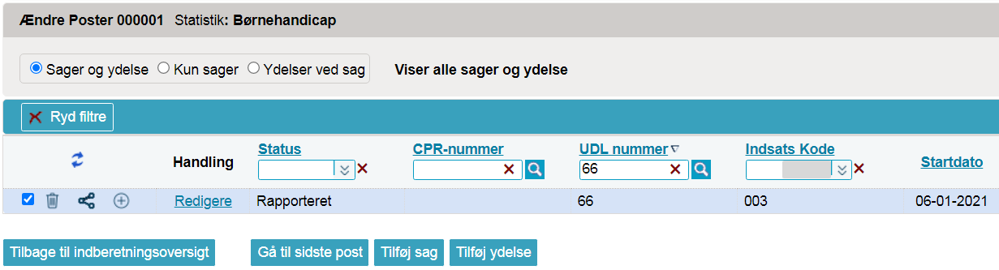 Ændre Poster 000001 Statistik: Børnehandicap
Sager og ydelse Kun sager Ydelser ved sag Viser alle sager og ydelse
Ryd filtre
Handling Status CPR-nummer UDL nummer Indsats Kode Startdato
66
Redigere Rapporteret 66 003 06-01-2021
Tilbage til indberetningsoversigt Gå til sidste post Tilføj sag Tilføj ydelse